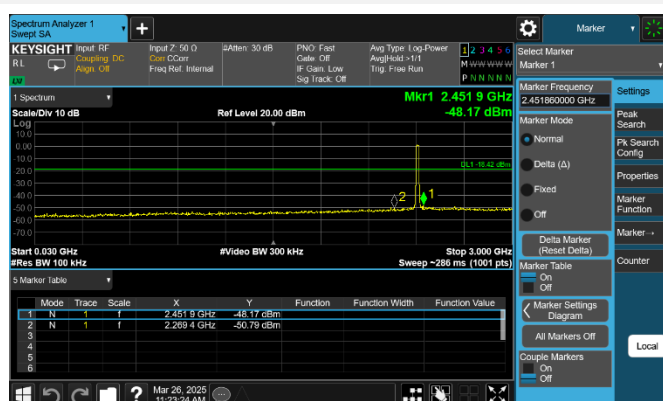 Spectrum Analyzer 1
Swept SA
Marker
KEYSIGHT Input: RF Input Z: 50 Ω #Atten: 30 dB PNO: Fast Avg Type: Log-Power 1 2 3 4 5 6
RL Coupling: DC Corr CCorr Gate: Off Avg|Hold >1/1 M W W W W W
Align: Off Freq Ref: Internal IF Gain: Low Trig: Free Run
Sig Track: Off P N N N N N
Select Marker
Marker 1
1 Spectrum
Mkr1 2.451 9 GHz
Scale/Div 10 dB Ref Level 20.00 dBm -48.17 dBm
Log
10.0
0.00
-10.0
-20.0
-30.0
-40.0
-50.0
-60.0
-70.0
DL1 -18.42 dBm
2 1
Start 0.030 GHz #Video BW 300 kHz Stop 3.000 GHz
#Res BW 100 kHz Sweep ~286 ms (1001 pts)
5 Marker Table
Mode Trace Scale X Y Function Function Width Function Value
1 N 1 f 2.451 9 GHz -48.17 dBm
2 N 1 f 2.269 4 GHz -50.79 dBm
3
4
5
6
Mar 26, 2025
11:23:24 AM
Marker Frequency
2.451860000 GHz
Marker Mode
Normal
Delta (Δ)
Fixed
Off
Delta Marker
(Reset Delta)
Marker Table
On
Off
Marker Settings
Diagram
All Markers Off
Couple Markers
On
Off
Settings
Peak
Search
Pk Search
Config
Properties
Marker
Function
Marker→
Counter
Local